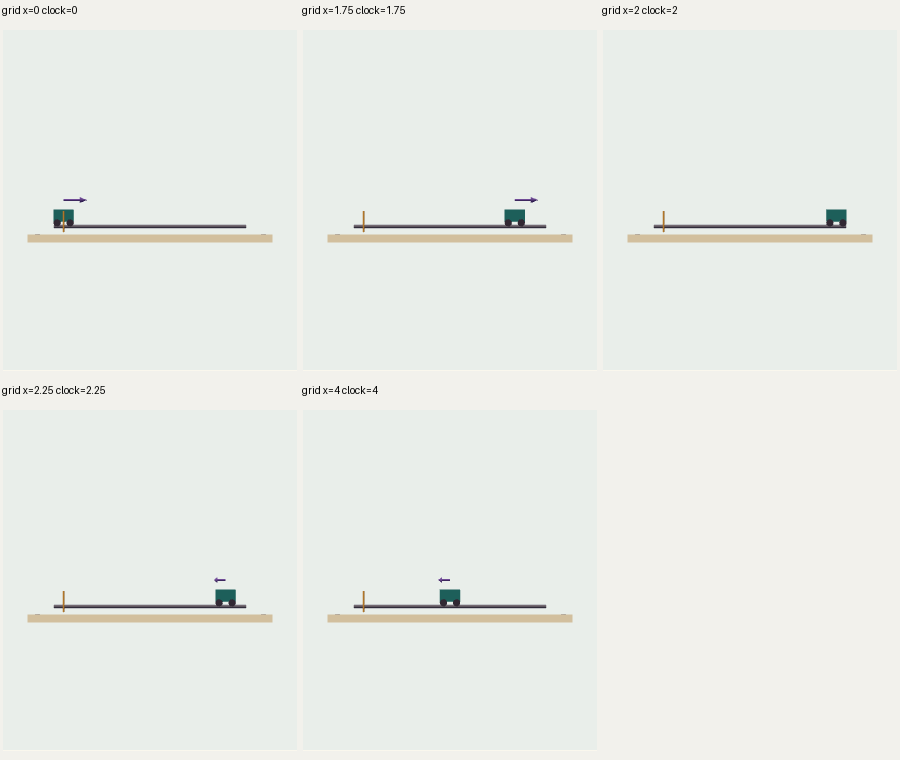 grid x=0 clock=0
grid x=1.75 clock=1.75
grid x=2 clock=2
grid x=2.25 clock=2.25
grid x=4 clock=4